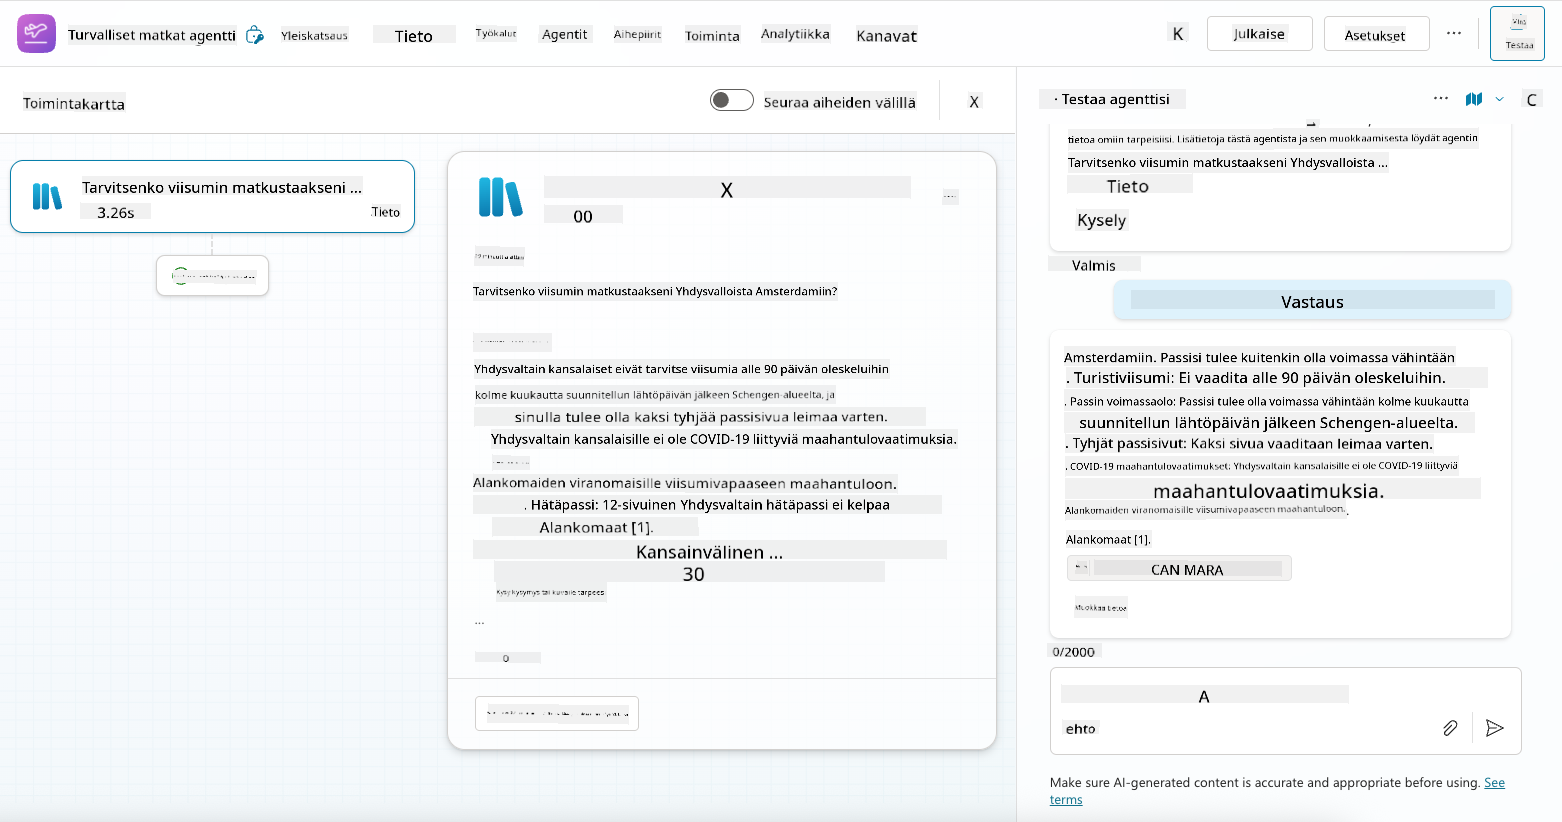 Turvalliset matkat agentti
Yleiskatsaus
Tieto
Työkalut
Agentit
Aihepiirit
Toiminta
Analytiikka
Kanavat
K
Julkaise
Asetukset
...
Testaa
Toimintakartta
Seuraa aiheiden välillä
X
Tarvitsenko viisumin matkustaakseni ...
3.26s
Tieto
X
00
Tarvitsenko viisumin matkustaakseni Yhdysvalloista Amsterdamiin?
Yhdysvaltain kansalaiset eivät tarvitse viisumia alle 90 päivän oleskeluihin
kolme kuukautta suunnitellun lähtöpäivän jälkeen Schengen-alueelta, ja
sinulla tulee olla kaksi tyhjää passisivua leimaa varten.
Yhdysvaltain kansalaisille ei ole COVID-19 liittyviä maahantulovaatimuksia.
Alankomaiden viranomaisille viisumivapaaseen maahantuloon.
. Hätäpassi: 12-sivuinen Yhdysvaltain hätäpassi ei kelpaa
Alankomaat [1].
Kansainvälinen ...
30
Kysy kysymys tai kuvaile tarpees
...
0
· Testaa agenttisi
...
C
tietoa omiin tarpeisiisi. Lisätietoja tästä agentista ja sen muokkaamisesta löydät agentin
Tarvitsenko viisumin matkustaakseni Yhdysvalloista ...
Tieto
Kysely
Valmis
Vastaus
Amsterdamiin. Passisi tulee kuitenkin olla voimassa vähintään
. Turistiviisumi: Ei vaadita alle 90 päivän oleskeluihin.
. Passin voimassaolo: Passisi tulee olla voimassa vähintään kolme kuukautta
suunnitellun lähtöpäivän jälkeen Schengen-alueelta.
. Tyhjät passisivut: Kaksi sivua vaaditaan leimaa varten.
. COVID-19 maahantulovaatimukset: Yhdysvaltain kansalaisille ei ole COVID-19 liittyviä
maahantulovaatimuksia.
Alankomaiden viranomaisille viisumivapaaseen maahantuloon.
Alankomaat [1].
CAN MARA
Muokkaa tietoa
0/2000
A
ehto
Make sure AI-generated content is accurate and appropriate before using. See
terms